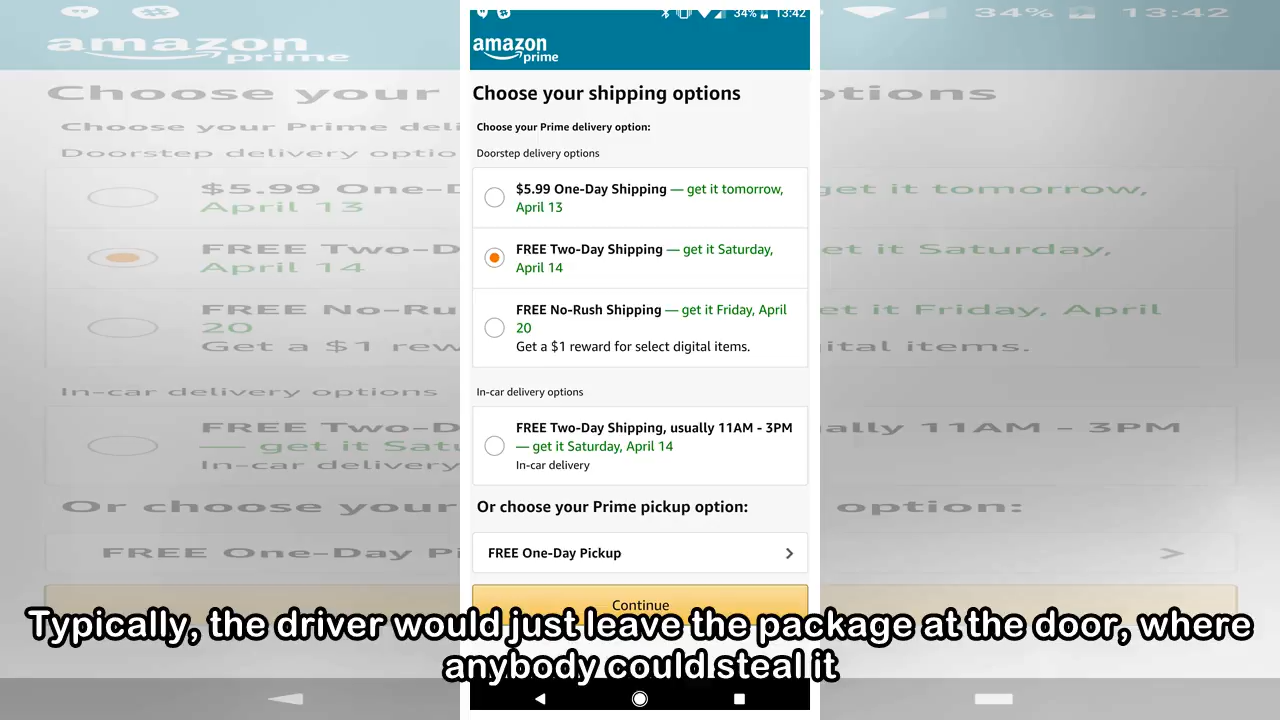 34% 13:42
amazon
prime
Choose your shipping options
Choose your Prime delivery option:
Doorstep delivery options
$5.99 One-Day Shipping — get it tomorrow,
April 13
FREE Two-Day Shipping — get it Saturday,
April 14
FREE No-Rush Shipping — get it Friday, April
20
Get a $1 reward for select digital items.
In-car delivery options
FREE Two-Day Shipping, usually 11AM - 3PM
— get it Saturday, April 14
In-car delivery
Or choose your Prime pickup option:
FREE One-Day Pickup
Continue
Typically, the driver would just leave the package at the door, where
anybody could steal it